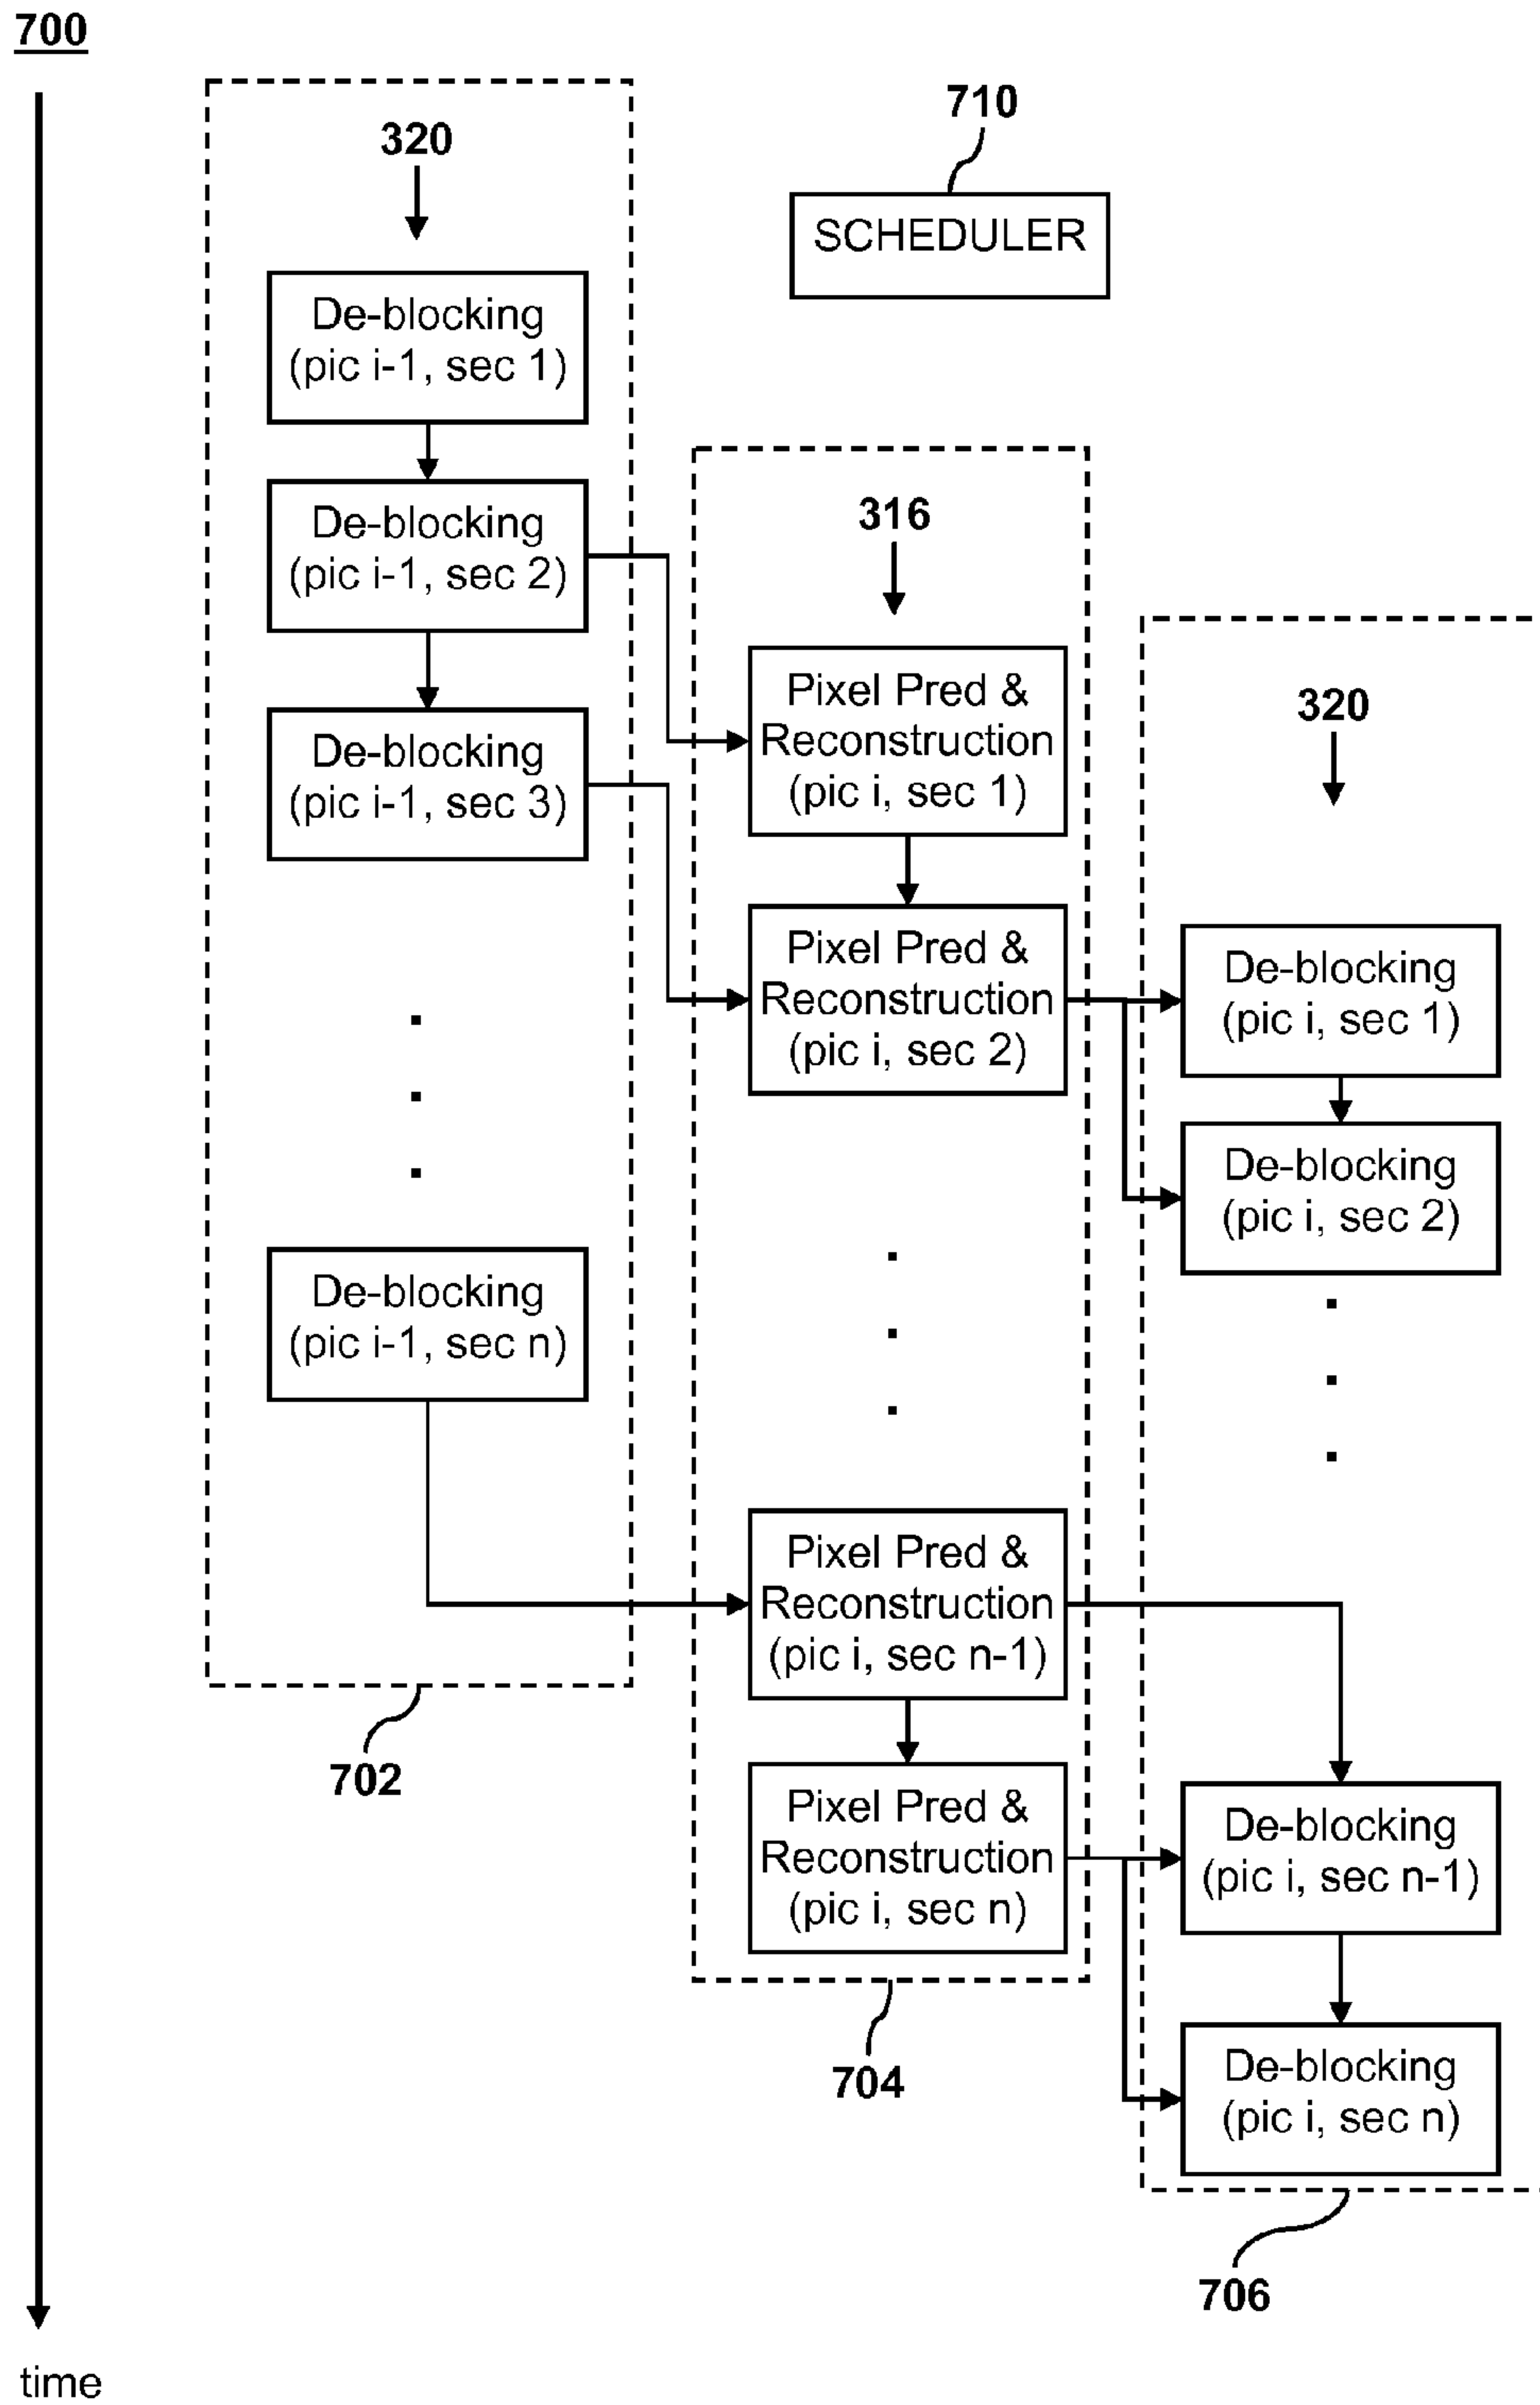 700
320
710
SCHEDULER
De-blocking
(pic i-1, sec 1)
De-blocking
(pic i-1, sec 2)
De-blocking
(pic i-1, sec 3)
De-blocking
(pic i-1, sec n)
702
316
Pixel Pred &
Reconstruction
(pic i, sec 1)
Pixel Pred &
Reconstruction
(pic i, sec 2)
Pixel Pred &
Reconstruction
(pic i, sec n-1)
Pixel Pred &
Reconstruction
(pic i, sec n)
704
320
De-blocking
(pic i, sec 1)
De-blocking
(pic i, sec 2)
De-blocking
(pic i, sec n-1)
De-blocking
(pic i, sec n)
706
time